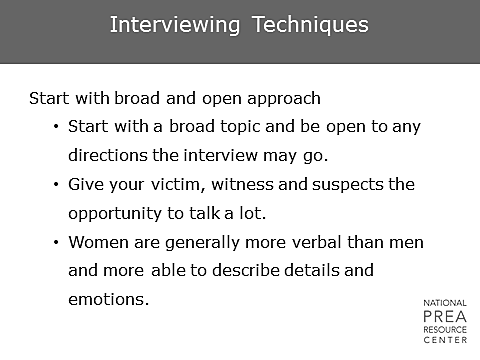 Interviewing Techniques
Start with broad and open approach
• Start with a broad topic and be open to any
directions the interview may go.
• Give your victim, witness and suspects the
opportunity to talk a lot.
• Women are generally more verbal than men
and more able to describe details and
emotions.
NATIONAL
PREA
RESOURCE
CENTER